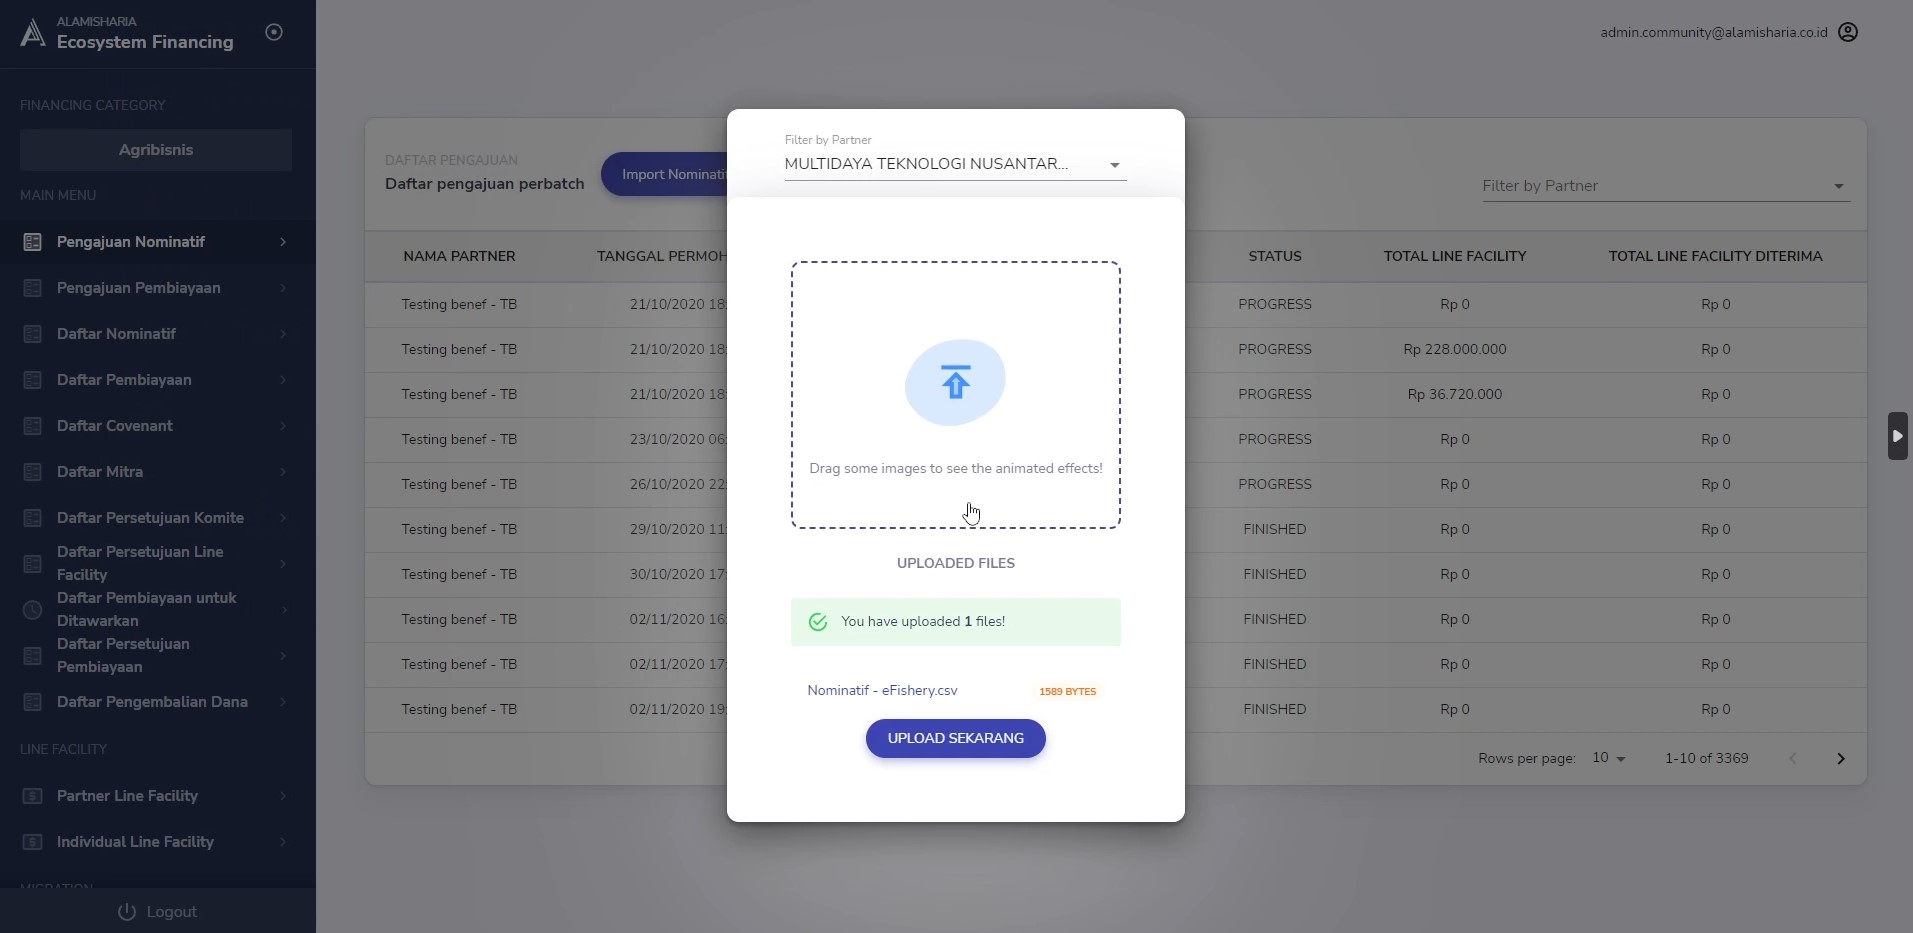 ALAMISHARIA
Ecosystem Financing
FINANCING CATEGORY
Agribisnis
MAIN MENU
Pengajuan Nominatif
Pengajuan Pembiayaan
Daftar Nominatif
Daftar Pembiayaan
Daftar Covenant
Daftar Mitra
Daftar Persetujuan Komite
Daftar Persetujuan Line
Facility
Daftar Pembiayaan untuk
Ditawarkan
Daftar Persetujuan
Pembiayaan
Daftar Pengembalian Dana
LINE FACILITY
Partner Line Facility
Individual Line Facility
MIGRATION
Logout
admin.community@alamisharia.co.id
DAFTAR PENGAJUAN
Daftar pengajuan perbatch
Import Nominatif
Filter by Partner
NAMA PARTNER TANGGAL PERMOH STATUS TOTAL LINE FACILITY TOTAL LINE FACILITY DITERIMA
Testing benef - TB 21/10/2020 18: PROGRESS Rp 0 Rp 0
Testing benef - TB 21/10/2020 18: PROGRESS Rp 228.000.000 Rp 0
Testing benef - TB 21/10/2020 18: PROGRESS Rp 36.720.000 Rp 0
Testing benef - TB 23/10/2020 06: PROGRESS Rp 0 Rp 0
Testing benef - TB 26/10/2020 22: PROGRESS Rp 0 Rp 0
Testing benef - TB 29/10/2020 11: FINISHED Rp 0 Rp 0
Testing benef - TB 30/10/2020 17: FINISHED Rp 0 Rp 0
Testing benef - TB 02/11/2020 16: FINISHED Rp 0 Rp 0
Testing benef - TB 02/11/2020 17: FINISHED Rp 0 Rp 0
Testing benef - TB 02/11/2020 19: FINISHED Rp 0 Rp 0
Rows per page: 10 1-10 of 3369
Filter by Partner
MULTIDAYA TEKNOLOGI NUSANTAR...
Drag some images to see the animated effects!
UPLOADED FILES
You have uploaded 1 files!
Nominatif - eFishery.csv 1589 BYTES
UPLOAD SEKARANG